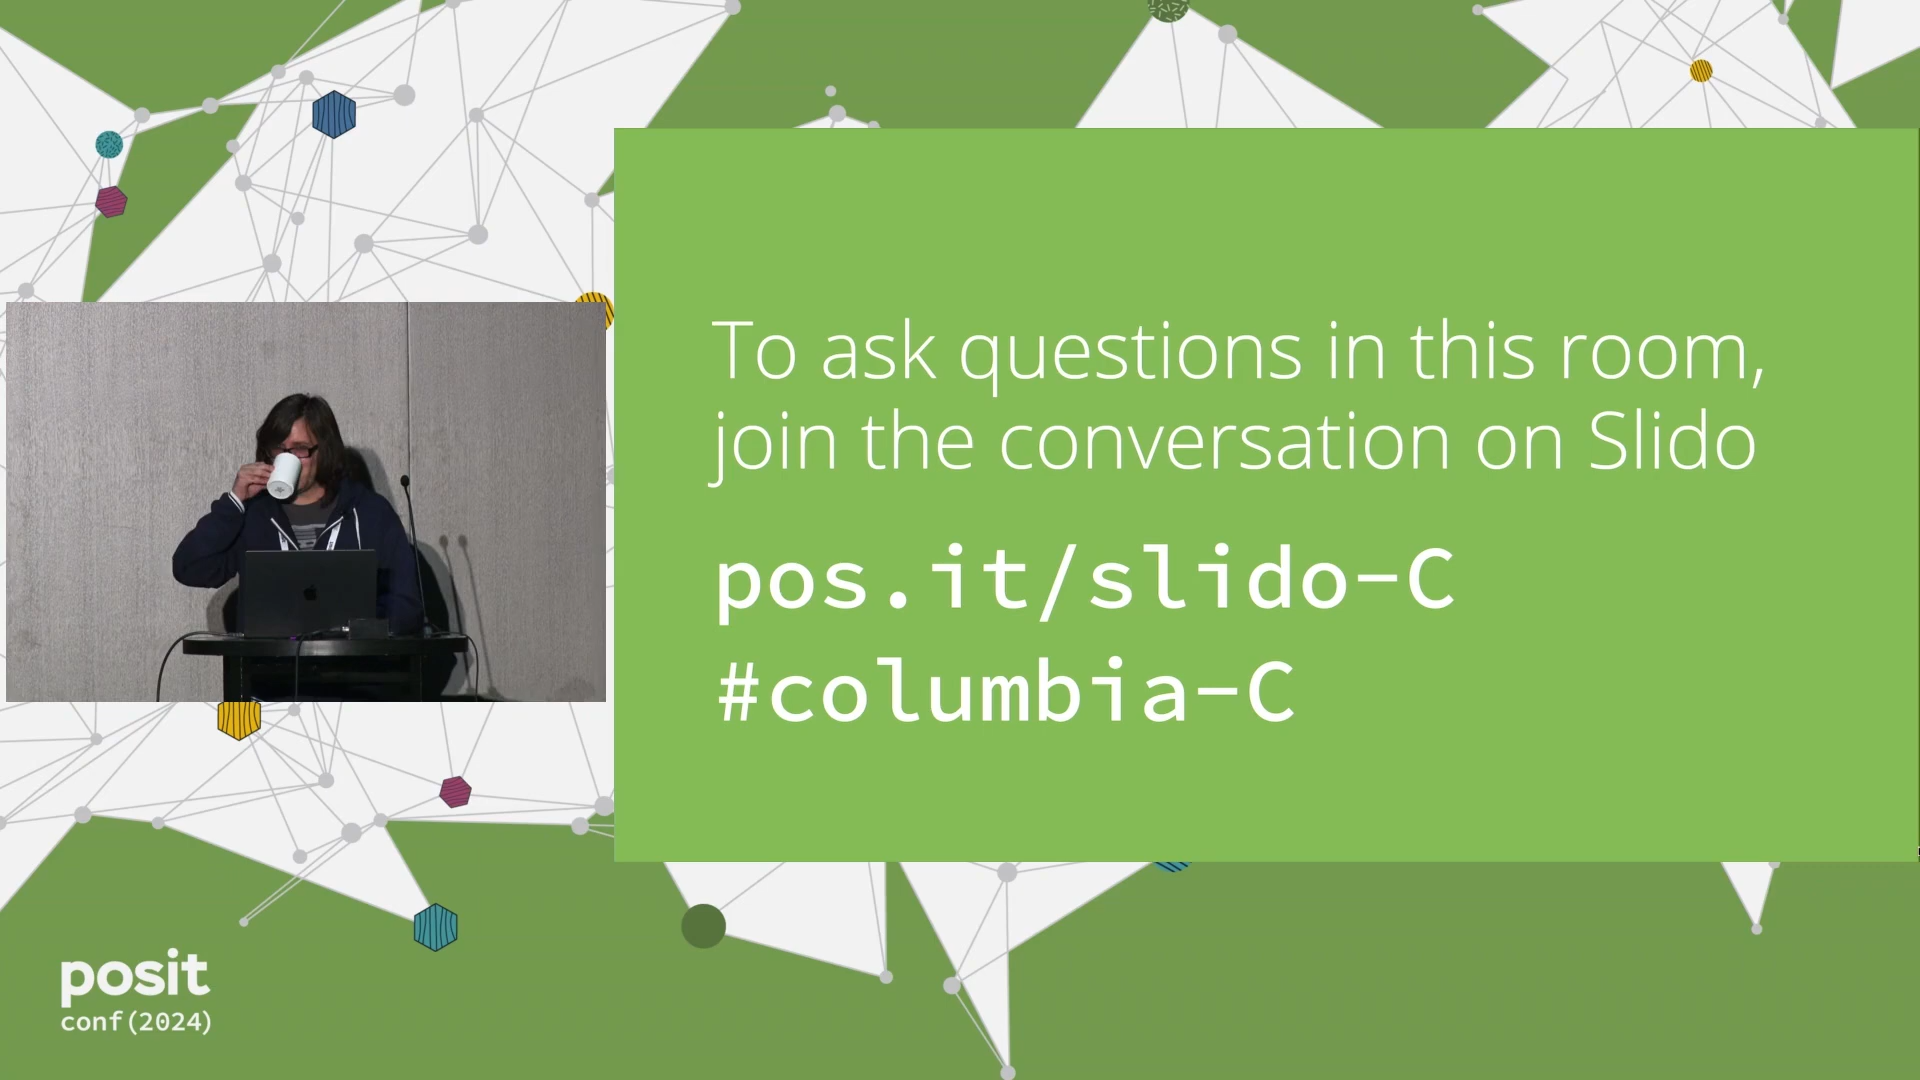 To ask questions in this room,
join the conversation on Slido
pos.it/slido-C
#columbia-C
posit
conf(2024)